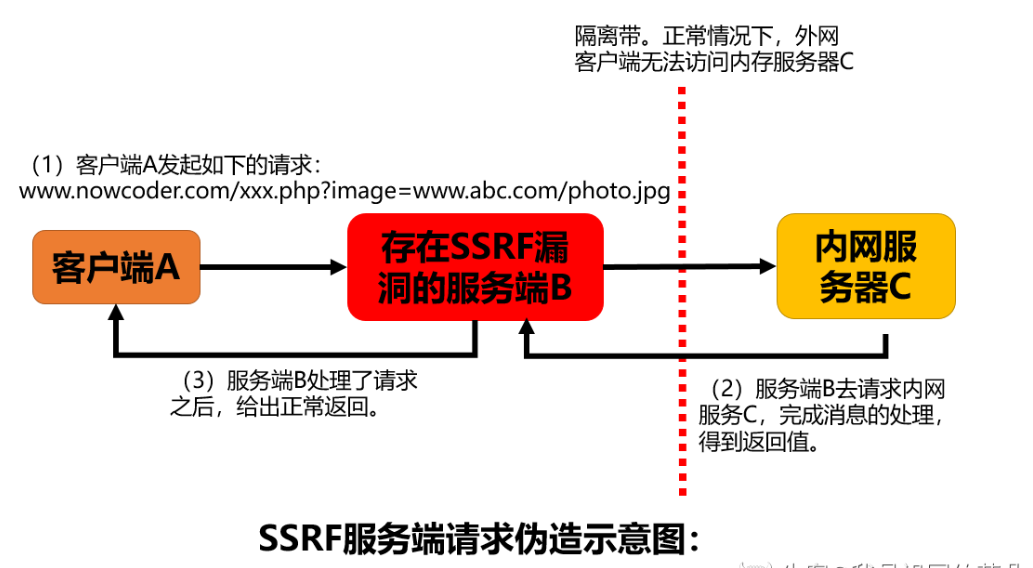 隔离带。正常情况下，外网
客户端无法访问内存服务器C
（1）客户端A发起如下的请求：
www.nowcoder.com/xxx.php?image=www.abc.com/photo.jpg
客户端A
存在SSRF漏
洞的服务端B
内网服
务器C
（3）服务端B处理了请求
之后，给出正常返回。
（2）服务端B去请求内网
服务C，完成消息的处理，
得到返回值。
SSRF服务端请求伪造示意图：